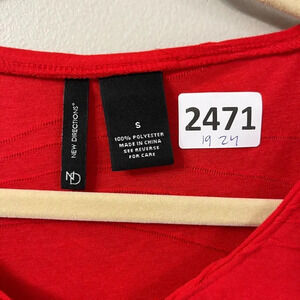 NEW DIRECTIONS®
ND
S
100% POLYESTER
MADE IN CHINA
SEE REVERSE
FOR CARE
2471
19 24